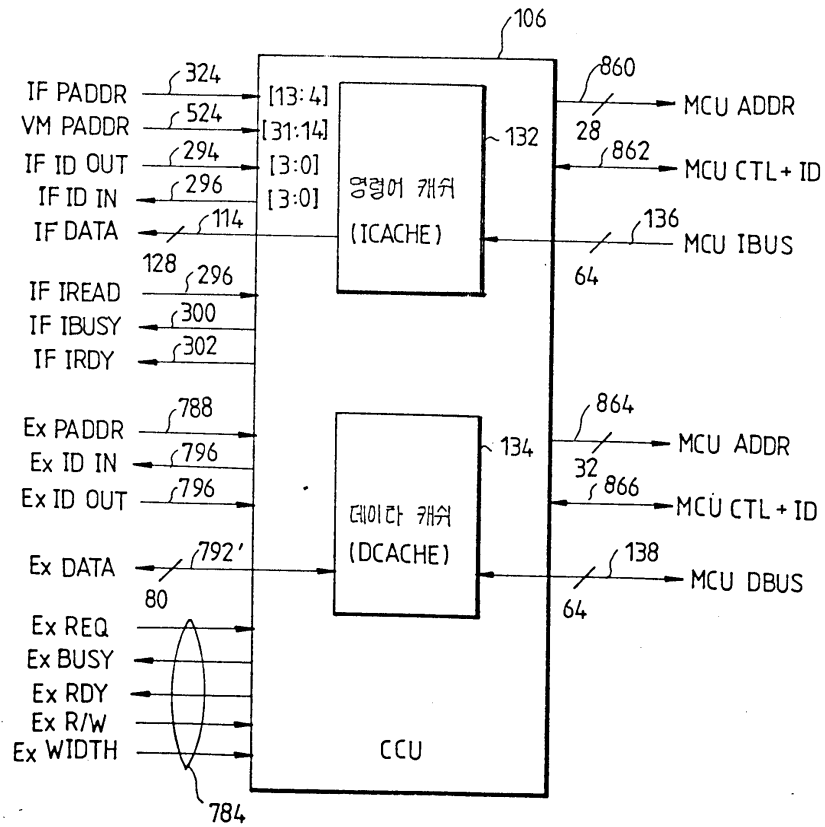 106
IF PADDR 324 [13:4]
VM PADDR 524 [31:14]
IF ID OUT 294 [3:0]
IF ID IN 296 [3:0]
IF DATA 114
128
IF IREAD 296
IF IBUSY 300
IF IRDY 302
명령어 캐쉬
(ICACHE)
132
860 MCU ADDR
28
862 MCU CTL+ID
136 MCU IBUS
64
Ex PADDR 788
Ex ID IN 796
Ex ID OUT 796
Ex DATA 792'
80
Ex REQ
Ex BUSY
Ex RDY
Ex R/W
Ex WIDTH
784
데이타 캐쉬
(DCACHE)
134
864 MCU ADDR
32
866 MCU CTL+ID
138 MCU DBUS
64
CCU